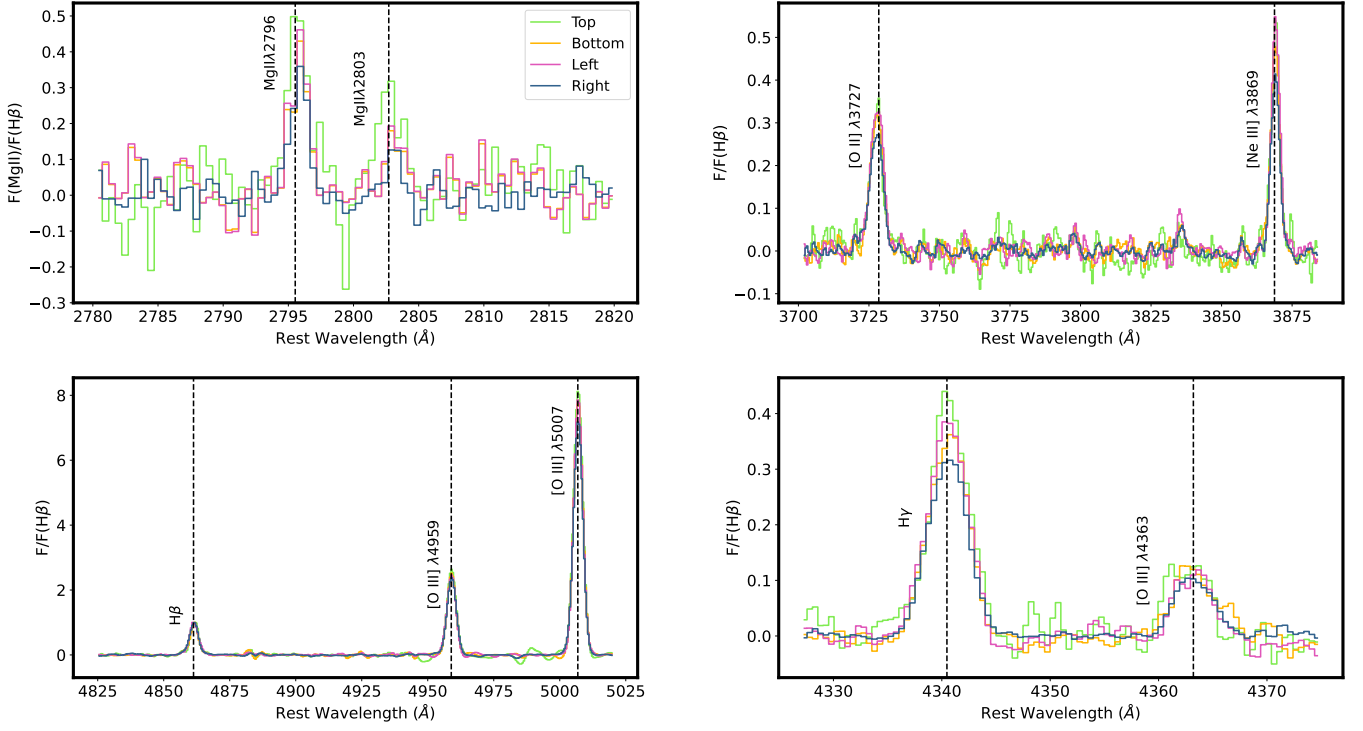 F(MgII)/F(Hβ)
0.5
0.4
0.3
0.2
0.1
0.0
−0.1
−0.2
−0.3
MgIIλ2796
MgIIλ2803
Top
Bottom
Left
Right
2780 2785 2790 2795 2800 2805 2810 2815 2820
Rest Wavelength (Å)
F/F(Hβ)
0.5
0.4
0.3
0.2
0.1
0.0
−0.1
[O II] λ3727
[Ne III] λ3869
3700 3725 3750 3775 3800 3825 3850 3875
Rest Wavelength (Å)
F/F(Hβ)
8
6
4
2
0
Hβ
[O III] λ4959
[O III] λ5007
4825 4850 4875 4900 4925 4950 4975 5000 5025
Rest Wavelength (Å)
F/F(Hβ)
0.4
0.3
0.2
0.1
0.0
Hγ
[O III] λ4363
4330 4340 4350 4360 4370
Rest Wavelength (Å)